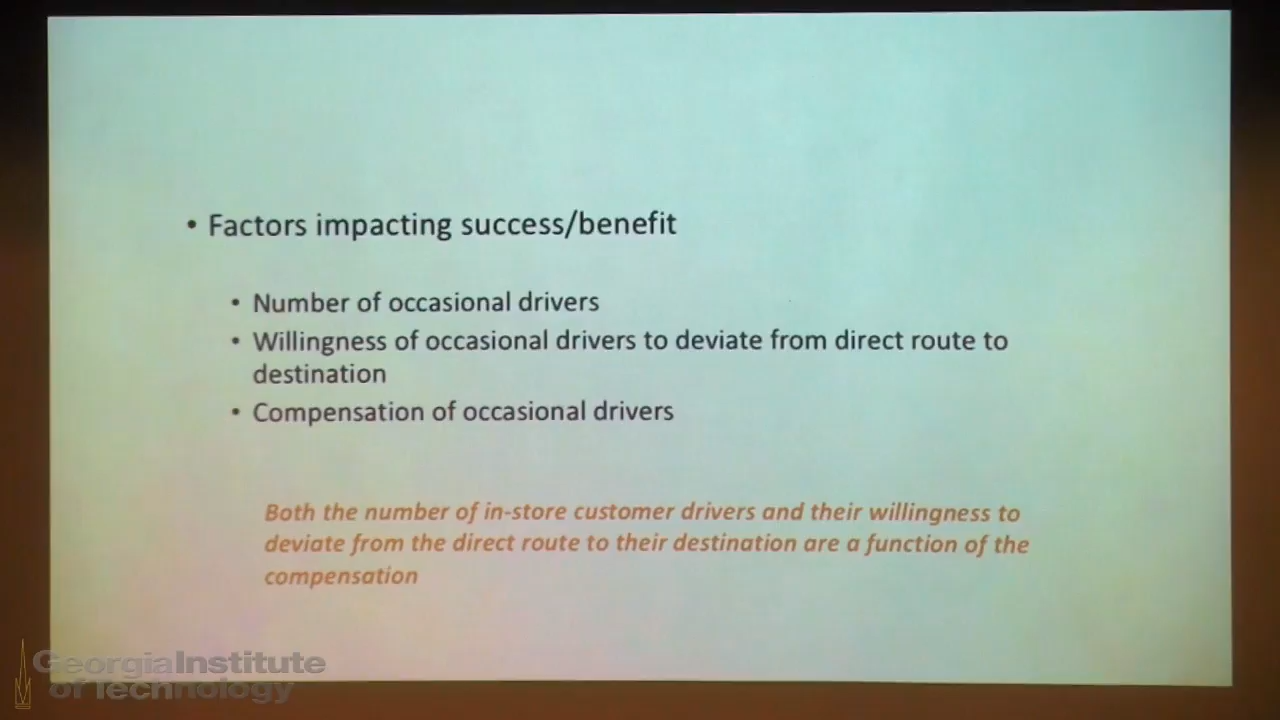 • Factors impacting success/benefit
• Number of occasional drivers
• Willingness of occasional drivers to deviate from direct route to
destination
• Compensation of occasional drivers
Both the number of in-store customer drivers and their willingness to
deviate from the direct route to their destination are a function of the
compensation
Georgia Institute
of Technology